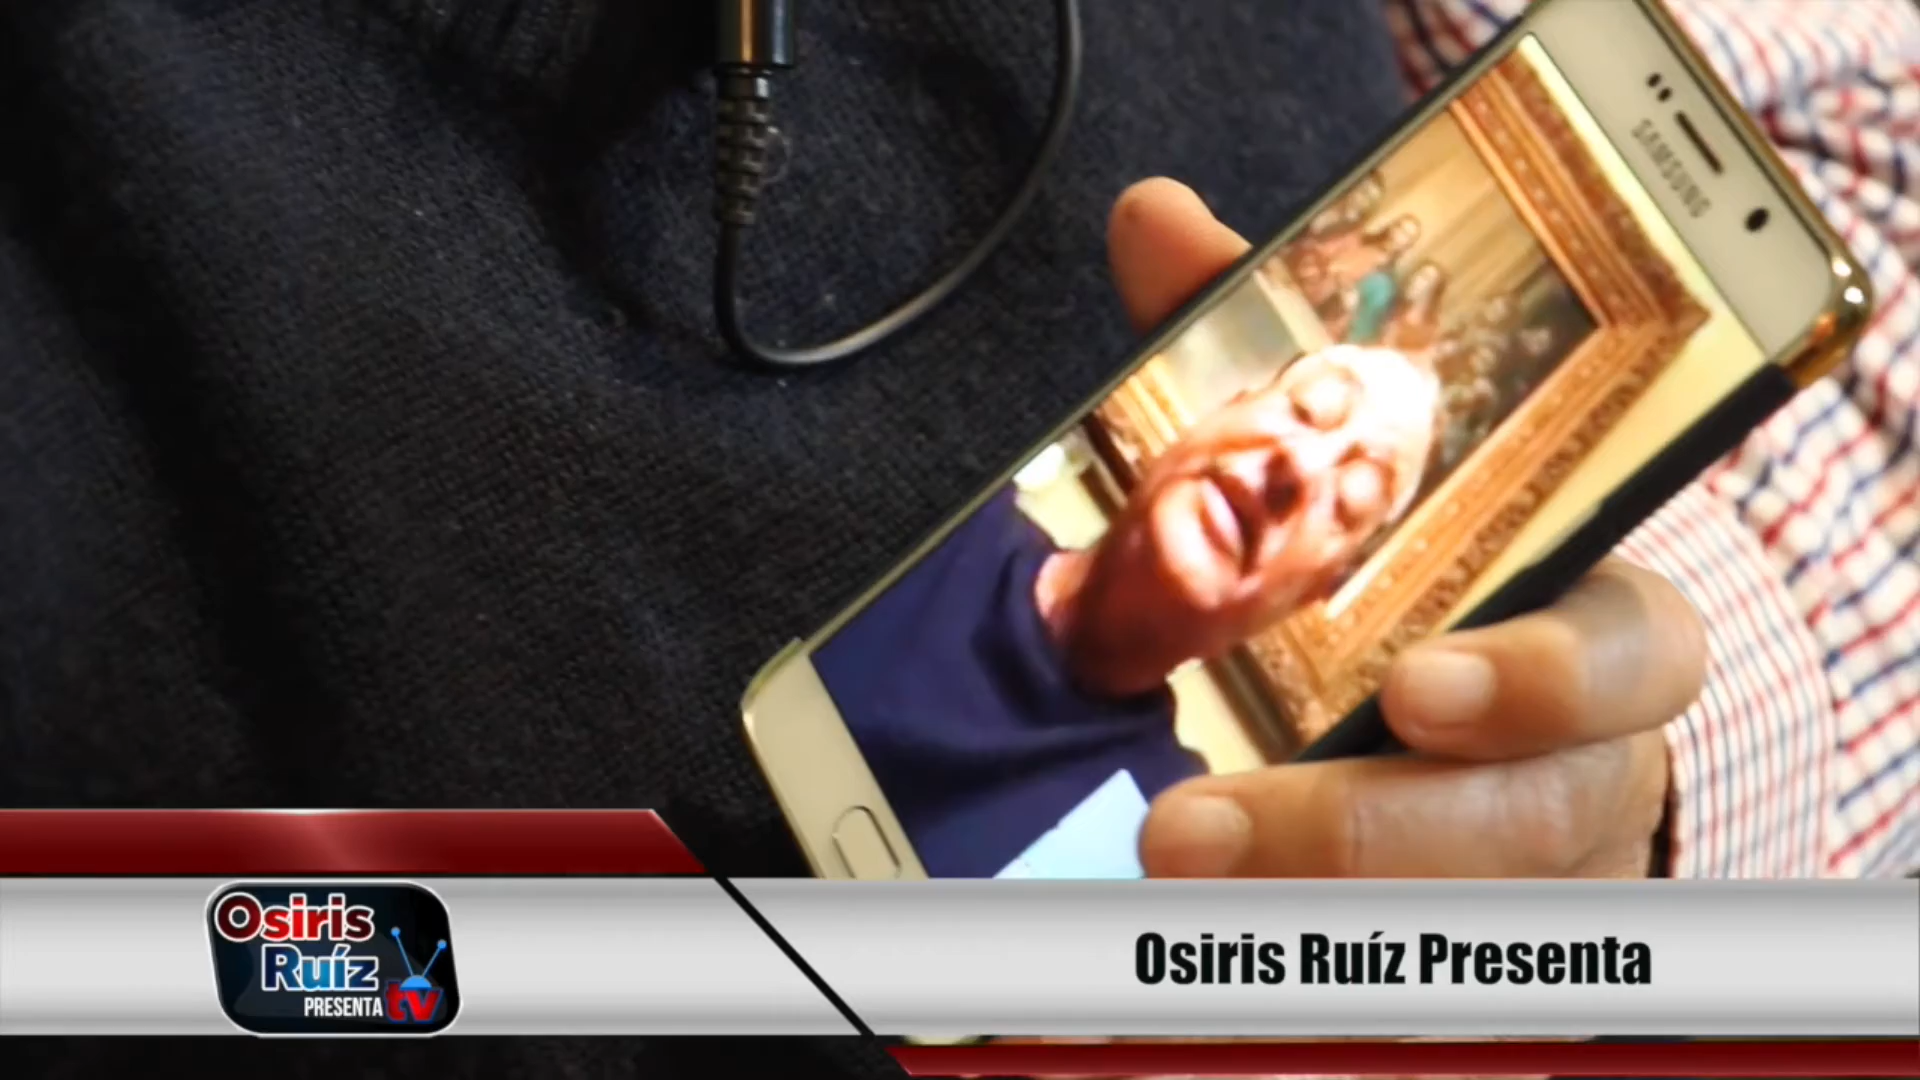 SAMSUNG
Osiris
Ruíz
PRESENTA tv
Osiris Ruíz Presenta